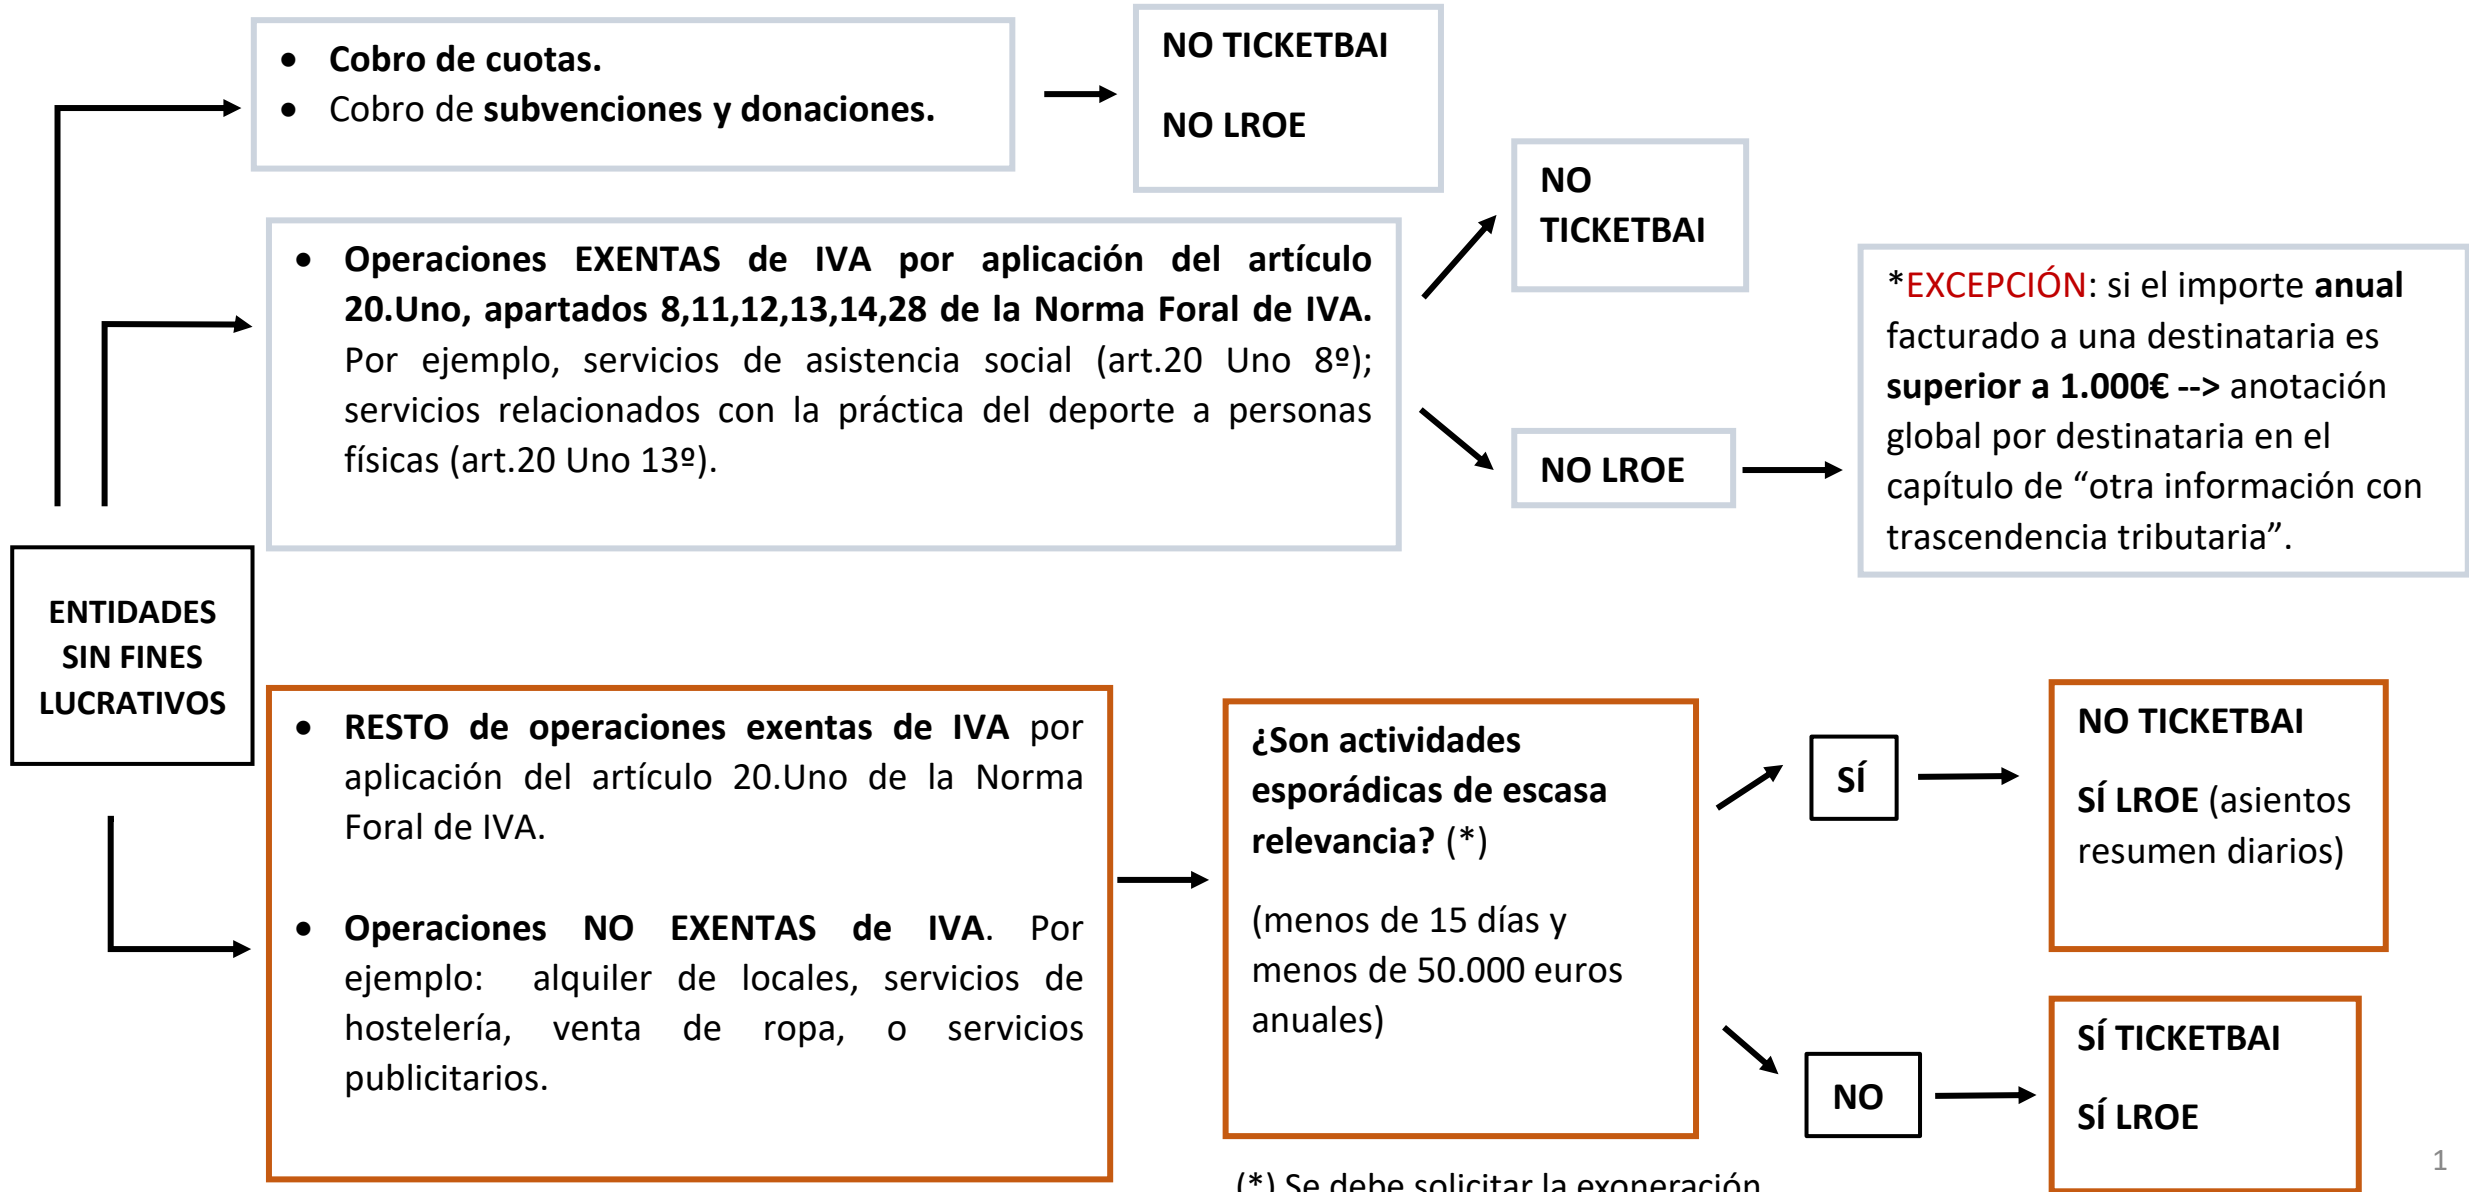 • Cobro de cuotas.
• Cobro de subvenciones y donaciones.
NO TICKETBAI
NO LROE
• Operaciones EXENTAS de IVA por aplicación del artículo
20.Uno, apartados 8,11,12,13,14,28 de la Norma Foral de IVA.
Por ejemplo, servicios de asistencia social (art.20 Uno 8º);
servicios relacionados con la práctica del deporte a personas
físicas (art.20 Uno 13º).
NO
TICKETBAI
NO LROE
*EXCEPCIÓN: si el importe anual
facturado a una destinataria es
superior a 1.000€ --> anotación
global por destinataria en el
capítulo de “otra información con
trascendencia tributaria”.
ENTIDADES
SIN FINES
LUCRATIVOS
• RESTO de operaciones exentas de IVA por
aplicación del artículo 20.Uno de la Norma
Foral de IVA.
• Operaciones NO EXENTAS de IVA. Por
ejemplo: alquiler de locales, servicios de
hostelería, venta de ropa, o servicios
publicitarios.
¿Son actividades
esporádicas de escasa
relevancia? (*)
(menos de 15 días y
menos de 50.000 euros
anuales)
SÍ
NO TICKETBAI
SÍ LROE (asientos
resumen diarios)
NO
SÍ TICKETBAI
SÍ LROE
(*) Se debe solicitar la exoneración
1